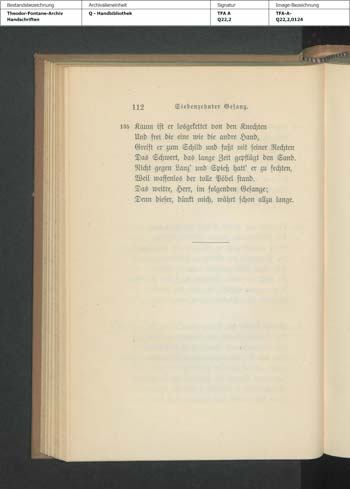 Bestandsbezeichnung Archivalieneinheit Signatur Image-Bezeichnung
Theodor-Fontane-Archiv Q - Handbibliothek TFA A TFA-A-
Handschriften Q22,2 Q22,2,0124
112 Siebenzehnter Gesang.
105 Kaum ist er losgekettet von den Knechten
Und frei die eine wie die ander Hand,
Greift er zum Schild und faßt mit seiner Rechten
Das Schwert, das lange Zeit gepflügt den Sand.
Nicht gegen Lanz' und Spieß hatt' er zu fechten,
Weil waffenlos der tolle Pöbel stand.
Das weitre, Herr, im folgenden Gesange;
Denn dieser, dünkt mich, währt schon allzu lange.